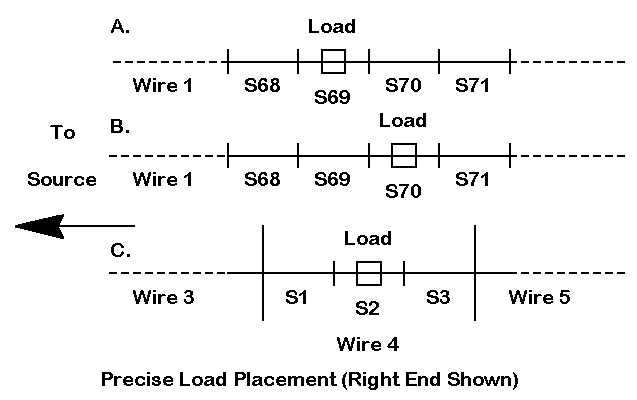 A.
Load
Wire 1 S68 S69 S70 S71
To
Source
B.
Load
Wire 1 S68 S69 S70 S71
C.
Load
Wire 3 S1 S2 S3 Wire 5
Wire 4
Precise Load Placement (Right End Shown)